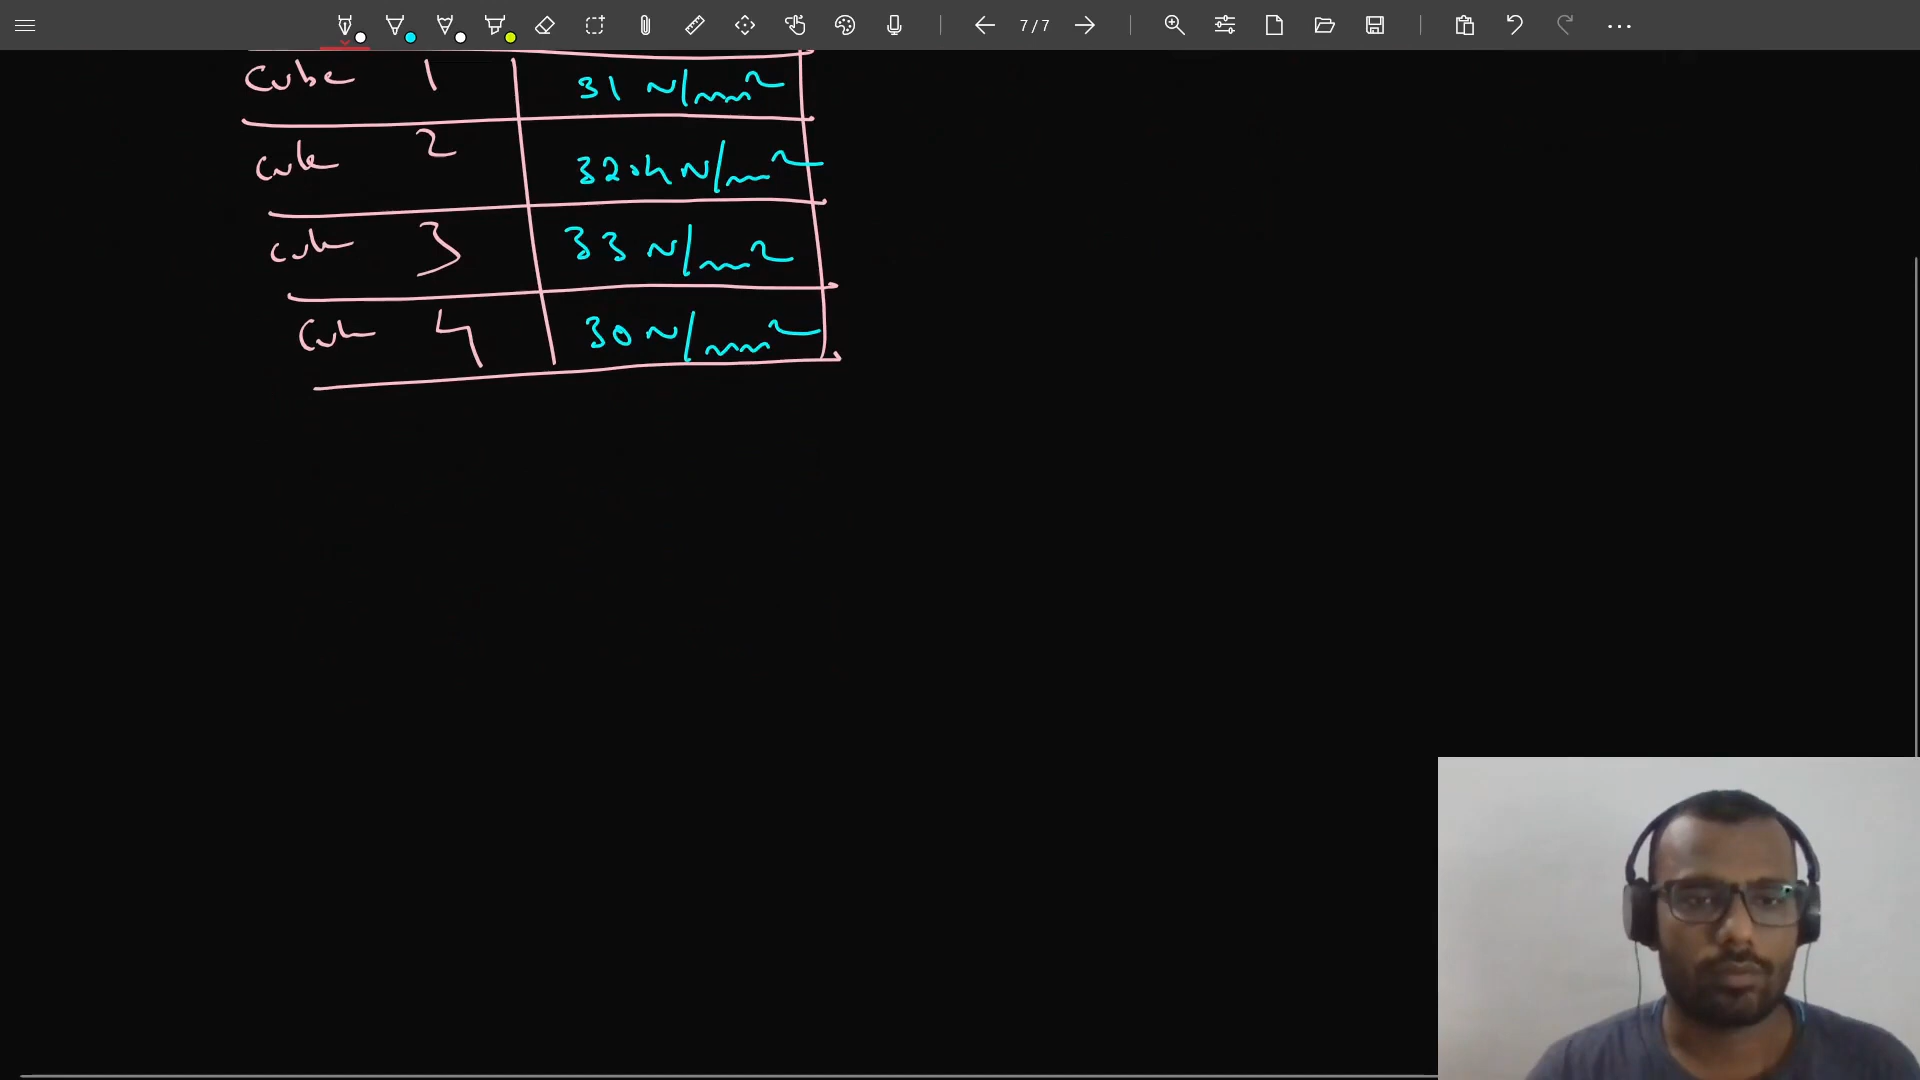 7 / 7
Cube 1 31 N/mm²
Cube 2 32.4 N/mm²
Cube 3 33 N/mm²
Cube 4 30 N/mm²